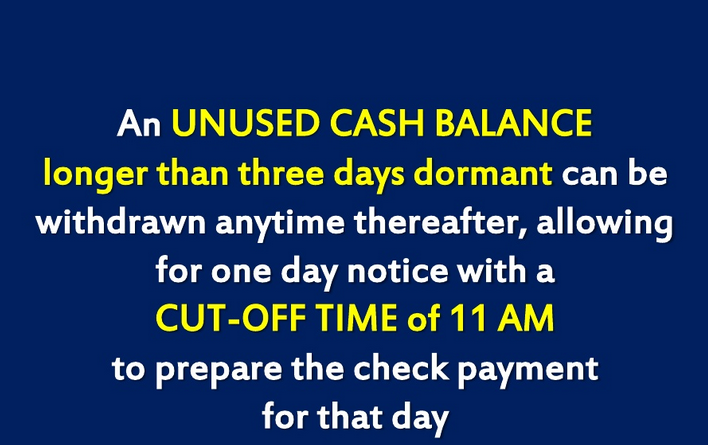 An UNUSED CASH BALANCE
longer than three days dormant can be
withdrawn anytime thereafter, allowing
for one day notice with a
CUT-OFF TIME of 11 AM
to prepare the check payment
for that day